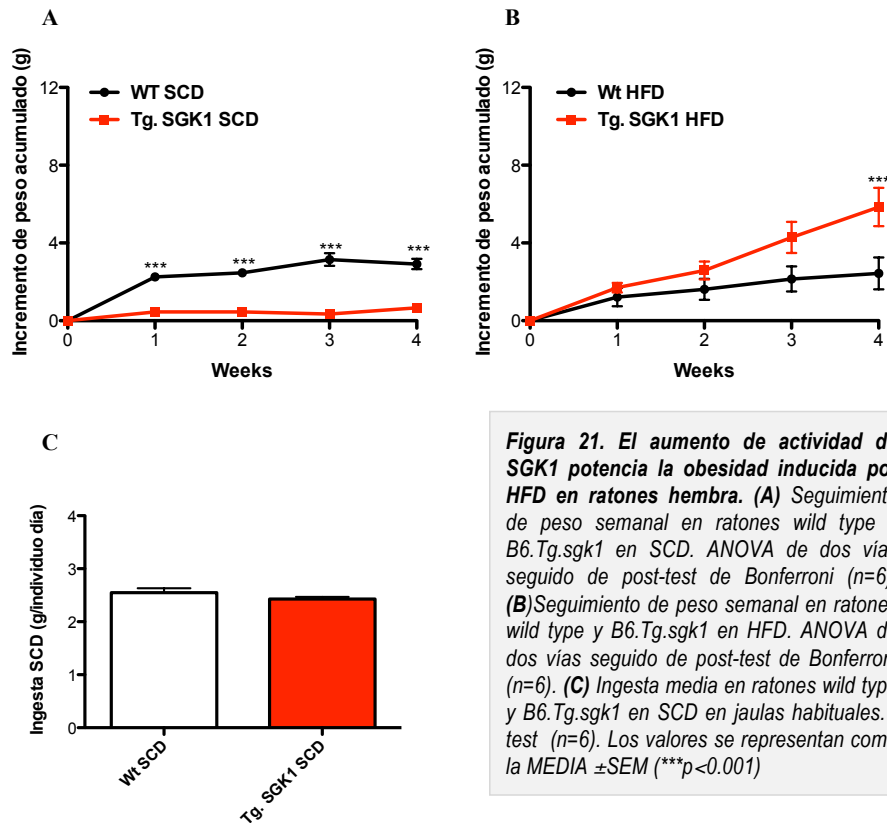 A
Incremento de peso acumulado (g)
12
8
4
0
WT SCD
Tg. SGK1 SCD
***
***
***
***
0 1 2 3 4
Weeks
B
Incremento de peso acumulado (g)
12
8
4
0
Wt HFD
Tg. SGK1 HFD
***
0 1 2 3 4
Weeks
C
Ingesta SCD (g/individuo día)
4
3
2
1
0
Wt SCD
Tg. SGK1 SCD
Figura 21. El aumento de actividad d
SGK1 potencia la obesidad inducida po
HFD en ratones hembra. (A) Seguimient
de peso semanal en ratones wild type
B6.Tg.sgk1 en SCD. ANOVA de dos vía
seguido de post-test de Bonferroni (n=6)
(B)Seguimiento de peso semanal en ratone
wild type y B6.Tg.sgk1 en HFD. ANOVA d
dos vías seguido de post-test de Bonferron
(n=6). (C) Ingesta media en ratones wild typ
y B6.Tg.sgk1 en SCD en jaulas habituales.
test (n=6). Los valores se representan com
la MEDIA ±SEM (***p<0.001)